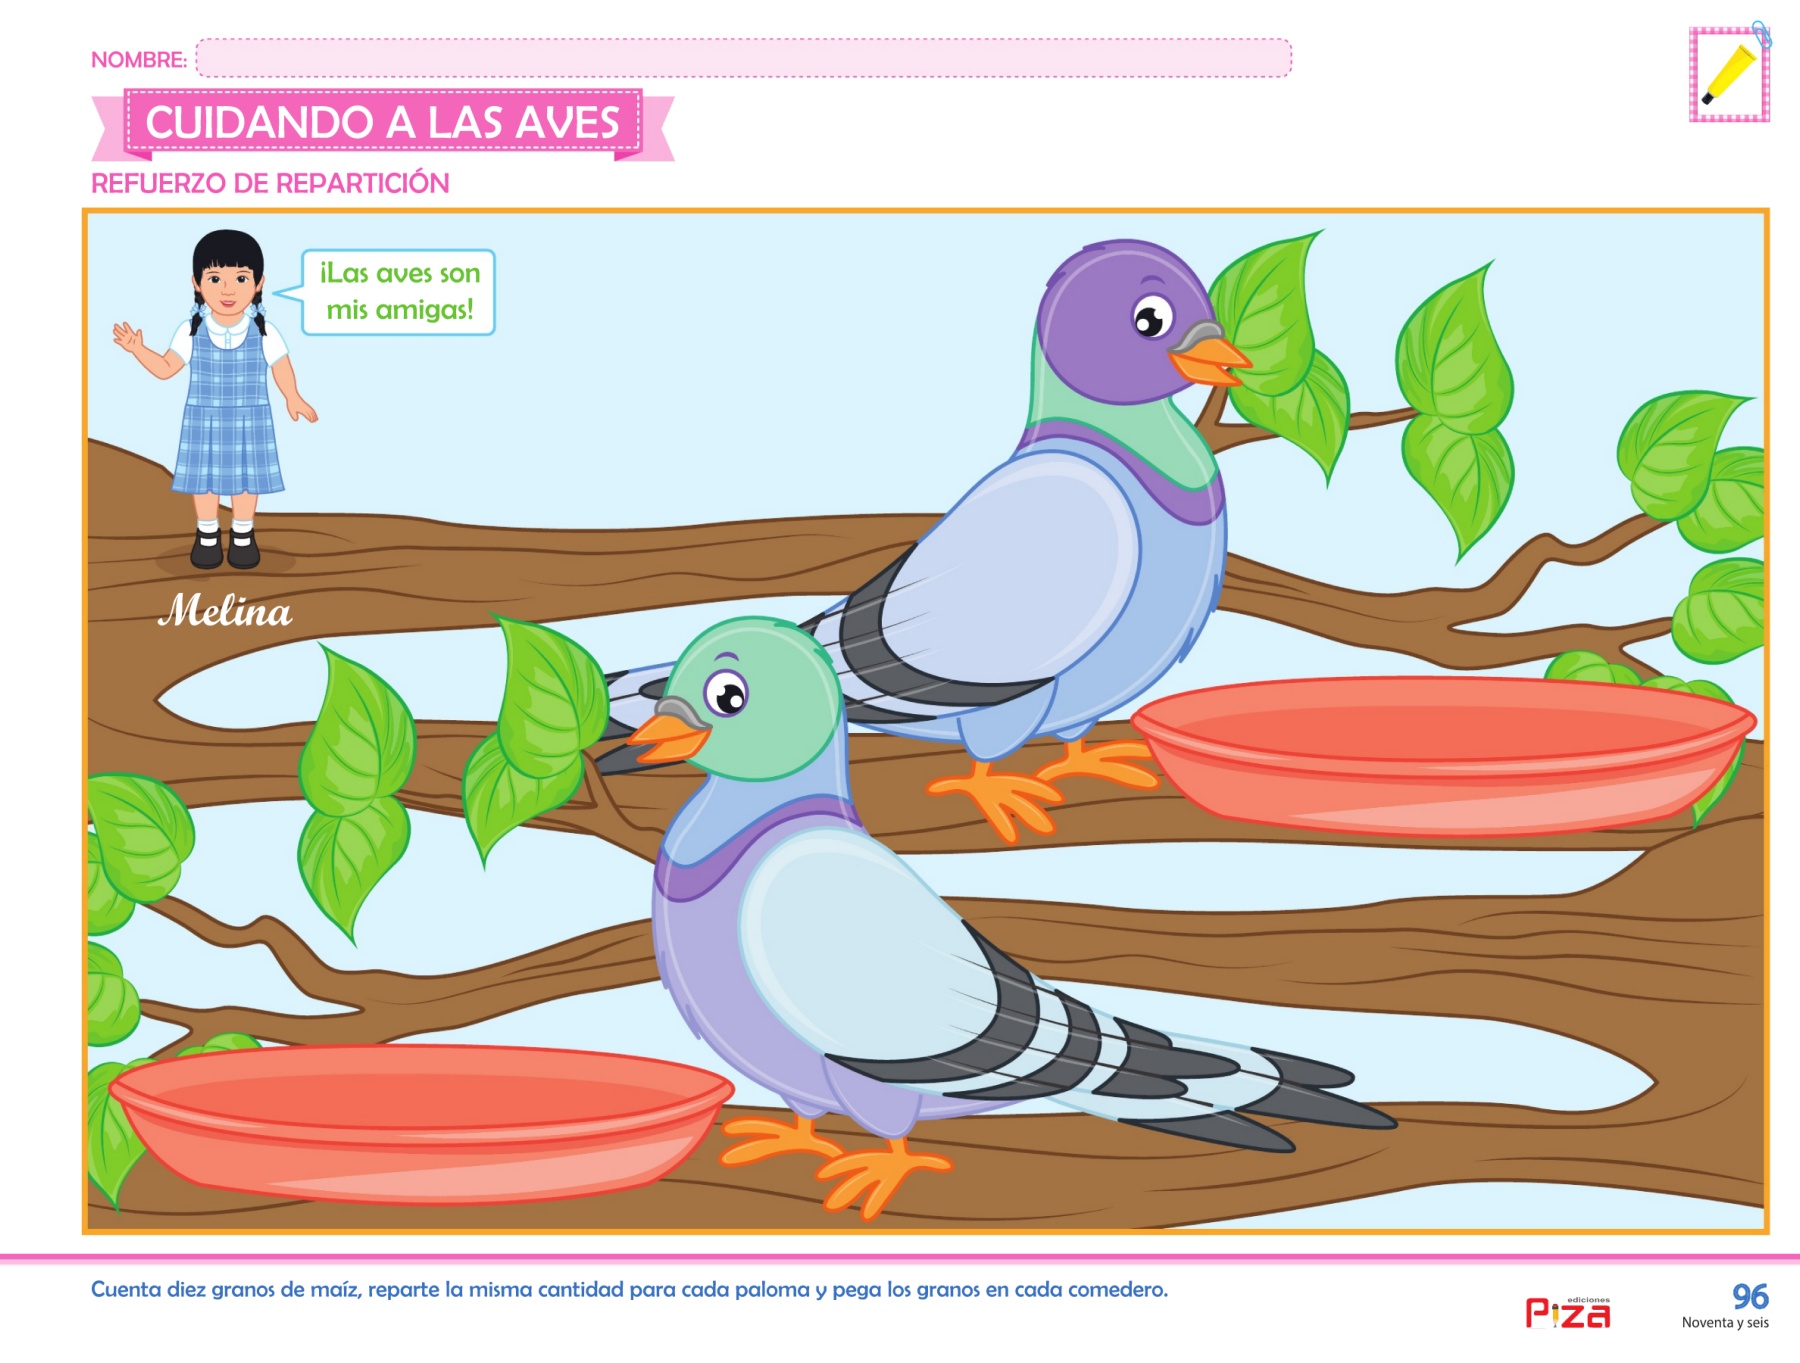 NOMBRE:
CUIDANDO A LAS AVES
REFUERZO DE REPARTICIÓN
¡Las aves son
mis amigas!
Melina
Cuenta diez granos de maíz, reparte la misma cantidad para cada paloma y pega los granos en cada comedero.
ediciones
Piza
96
Noventa y seis